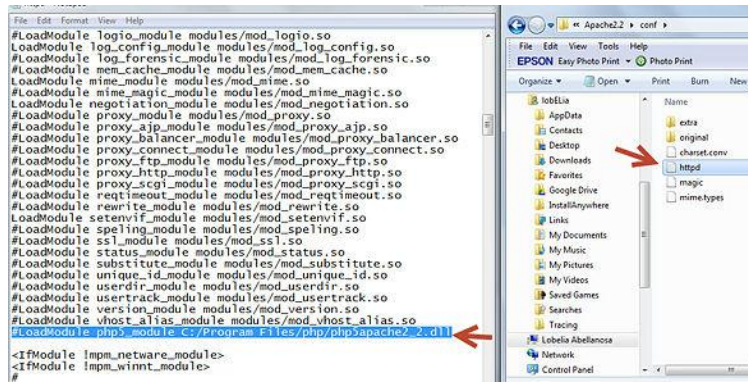 File Edit Format View Help
#LoadModule logio_module modules/mod_logio.so
LoadModule log_config_module modules/mod_log_config.so
#LoadModule log_forensic_module modules/mod_log_forensic.so
#LoadModule mem_cache_module modules/mod_mem_cache.so
LoadModule mime_module modules/mod_mime.so
#LoadModule mime_magic_module modules/mod_mime_magic.so
LoadModule negotiation_module modules/mod_negotiation.so
#LoadModule proxy_module modules/mod_proxy.so
#LoadModule proxy_ajp_module modules/mod_proxy_ajp.so
#LoadModule proxy_balancer_module modules/mod_proxy_balancer.so
#LoadModule proxy_connect_module modules/mod_proxy_connect.so
#LoadModule proxy_ftp_module modules/mod_proxy_ftp.so
#LoadModule proxy_http_module modules/mod_proxy_http.so
#LoadModule proxy_scgi_module modules/mod_proxy_scgi.so
#LoadModule reqtimeout_module modules/mod_reqtimeout.so
#LoadModule rewrite_module modules/mod_rewrite.so
LoadModule setenvif_module modules/mod_setenvif.so
#LoadModule speling_module modules/mod_speling.so
#LoadModule ssl_module modules/mod_ssl.so
#LoadModule status_module modules/mod_status.so
#LoadModule substitute_module modules/mod_substitute.so
#LoadModule unique_id_module modules/mod_unique_id.so
#LoadModule userdir_module modules/mod_userdir.so
#LoadModule usertrack_module modules/mod_usertrack.so
#LoadModule version_module modules/mod_version.so
#LoadModule vhost_alias_module modules/mod_vhost_alias.so
#LoadModule php5_module C:/Program Files/php/php5apache2_2.dll
<IfModule !mpm_netware_module>
<IfModule !mpm_winnt_module>
#
« Apache2.2 ▸ conf ▸
File Edit View Tools Help
EPSON Easy Photo Print Photo Print
Organize Open Print Burn New
lobÉLia
AppData
Contacts
Desktop
Downloads
Favorites
Google Drive
InstallAnywhere
Links
My Documents
My Music
My Pictures
My Videos
Saved Games
Searches
Tracing
Lobelia Abellanosa
Network
Control Panel
Name
extra
original
charset.conv
httpd
magic
mime.types